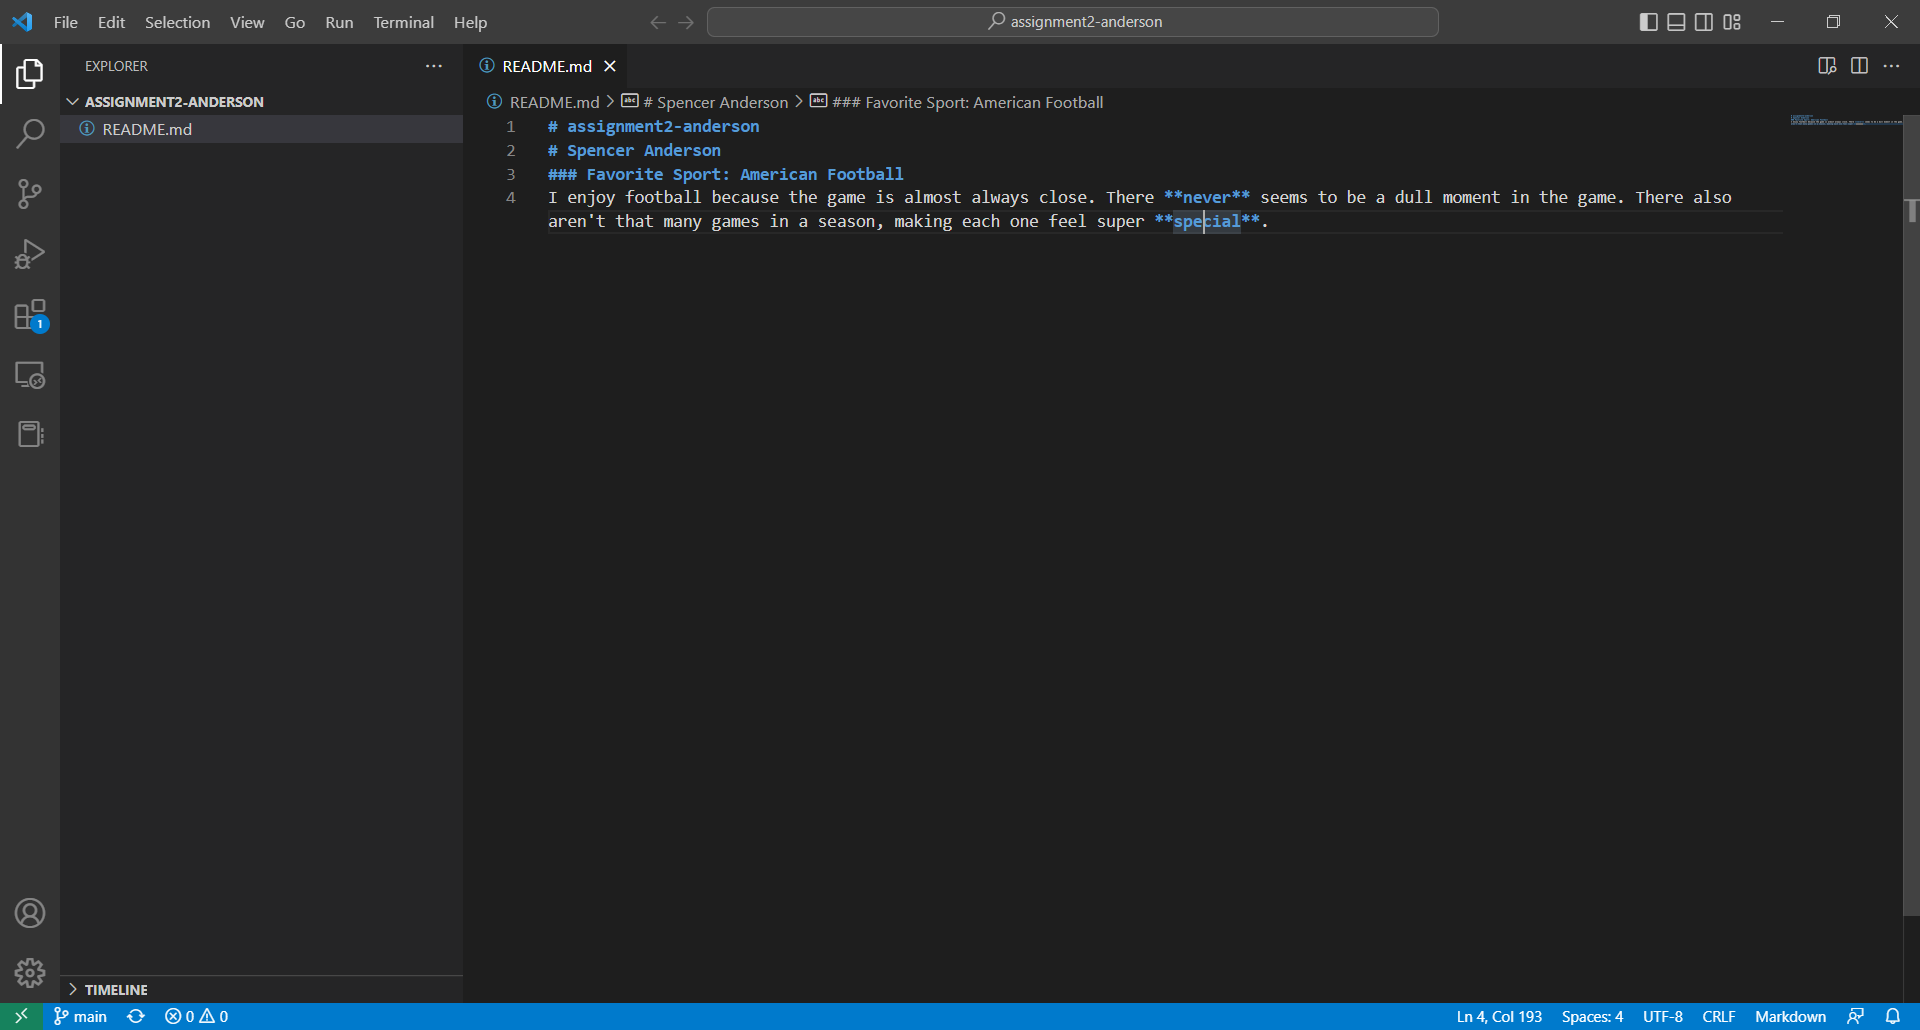 File Edit Selection View Go Run Terminal Help
assignment2-anderson
EXPLORER
ASSIGNMENT2-ANDERSON
README.md
1
TIMELINE
README.md
README.md > # Spencer Anderson > ### Favorite Sport: American Football
1 # assignment2-anderson
2 # Spencer Anderson
3 ### Favorite Sport: American Football
4 I enjoy football because the game is almost always close. There **never** seems to be a dull moment in the game. There also
aren't that many games in a season, making each one feel super **special**.
main 0 0 Ln 4, Col 193 Spaces: 4 UTF-8 CRLF Markdown